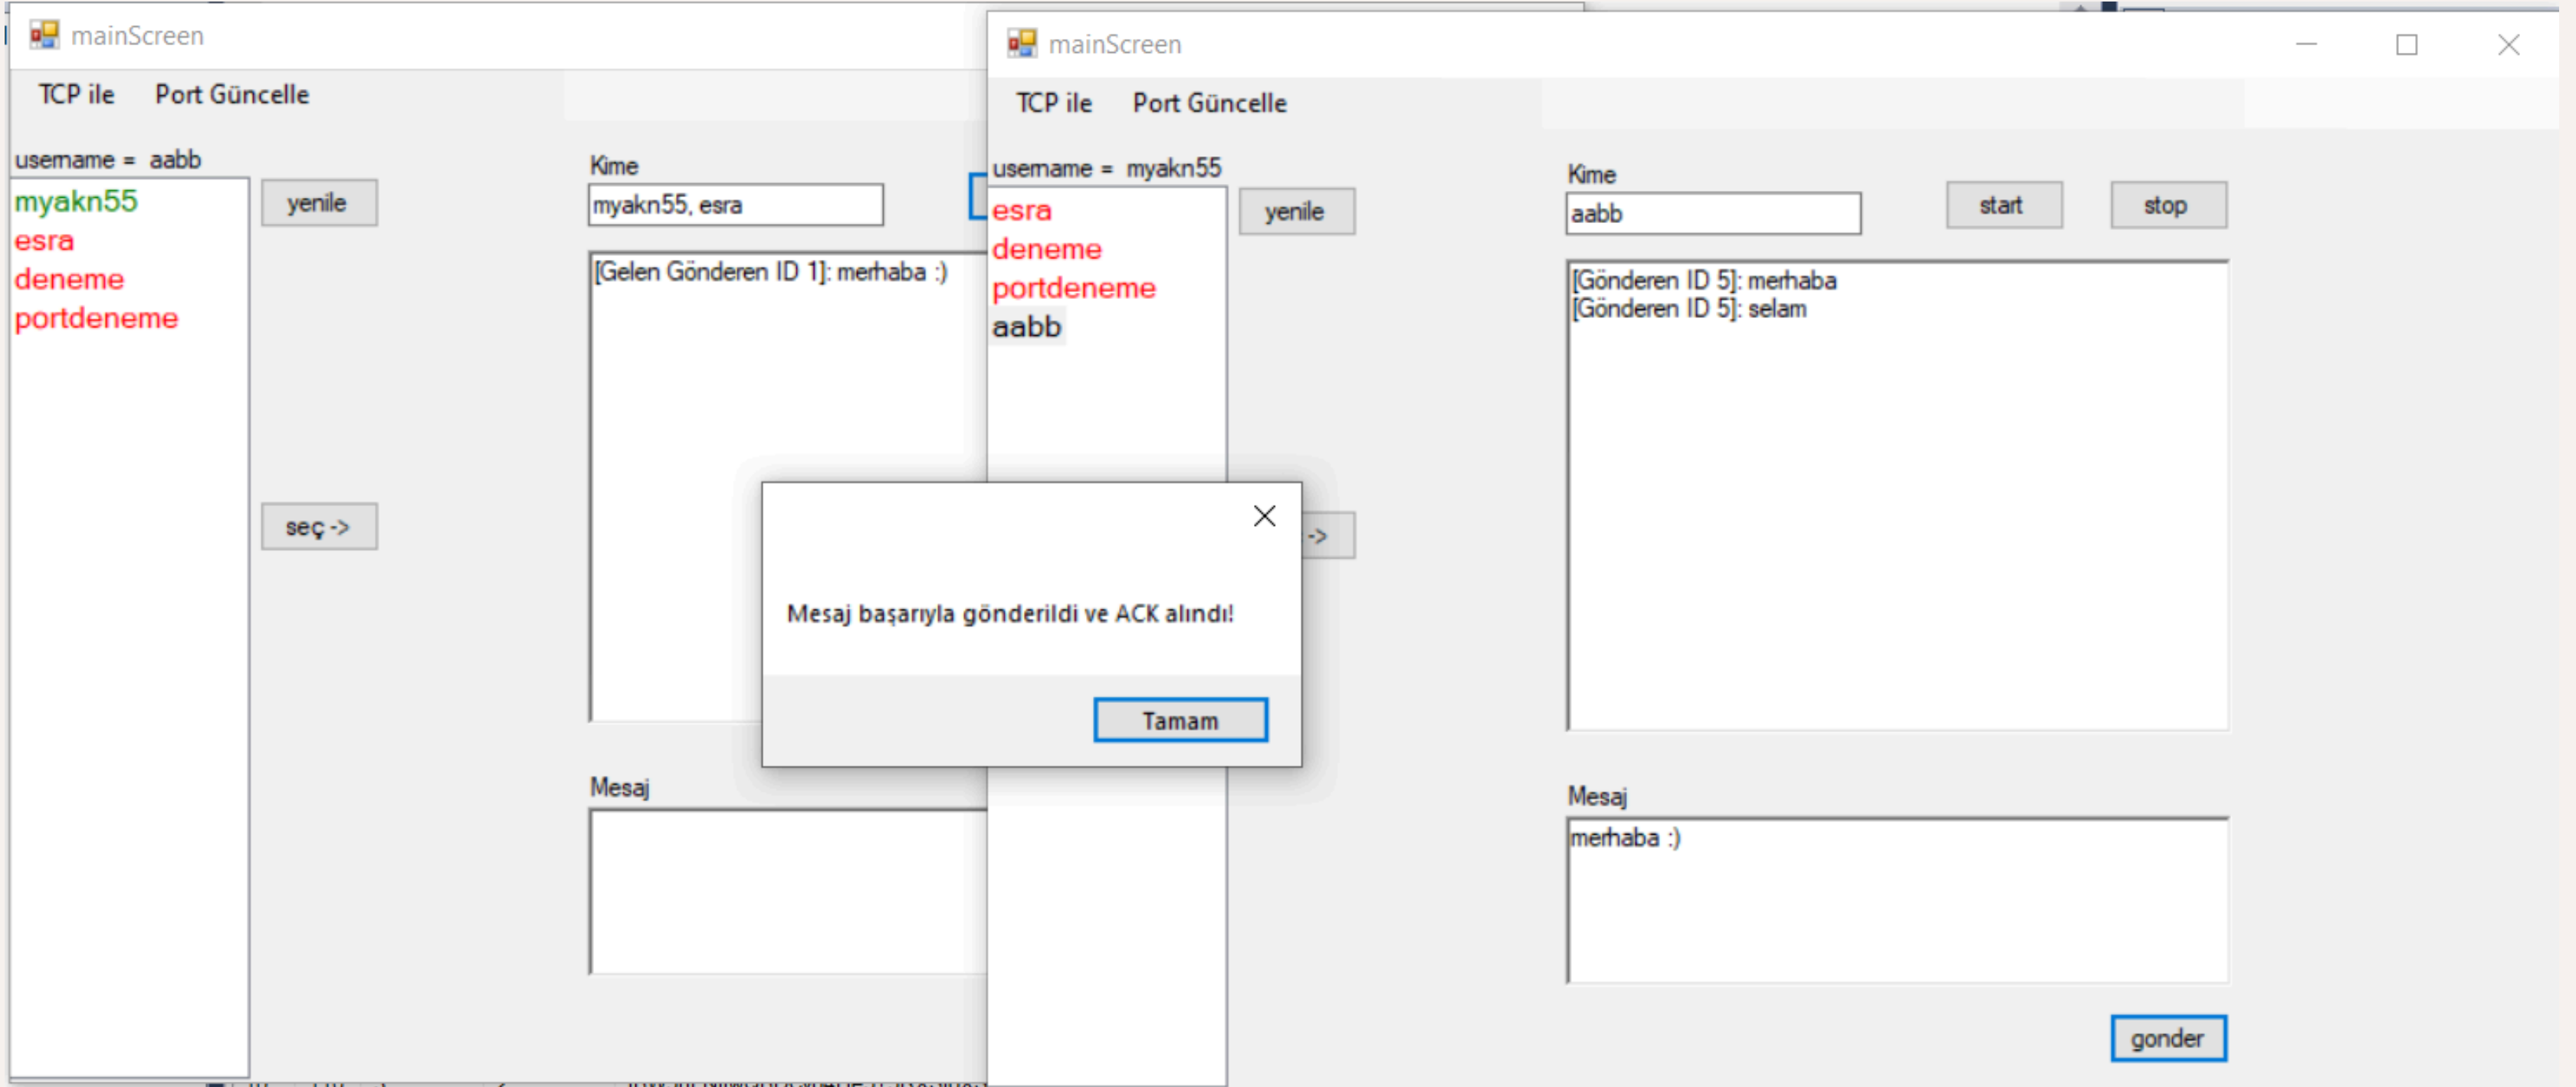 mainScreen
TCP ile Port Güncelle
username = aabb
myakn55
esra
deneme
portdeneme
yenile
seç ->
Kime
myakn55, esra
[Gelen Gönderen ID 1]: merhaba :)
Mesaj
mainScreen
TCP ile Port Güncelle
username = myakn55
esra
deneme
portdeneme
aabb
yenile
->
Kime
aabb
start
stop
[Gönderen ID 5]: merhaba
[Gönderen ID 5]: selam
Mesaj
merhaba :)
gonder
Mesaj başarıyla gönderildi ve ACK alındı!
Tamam